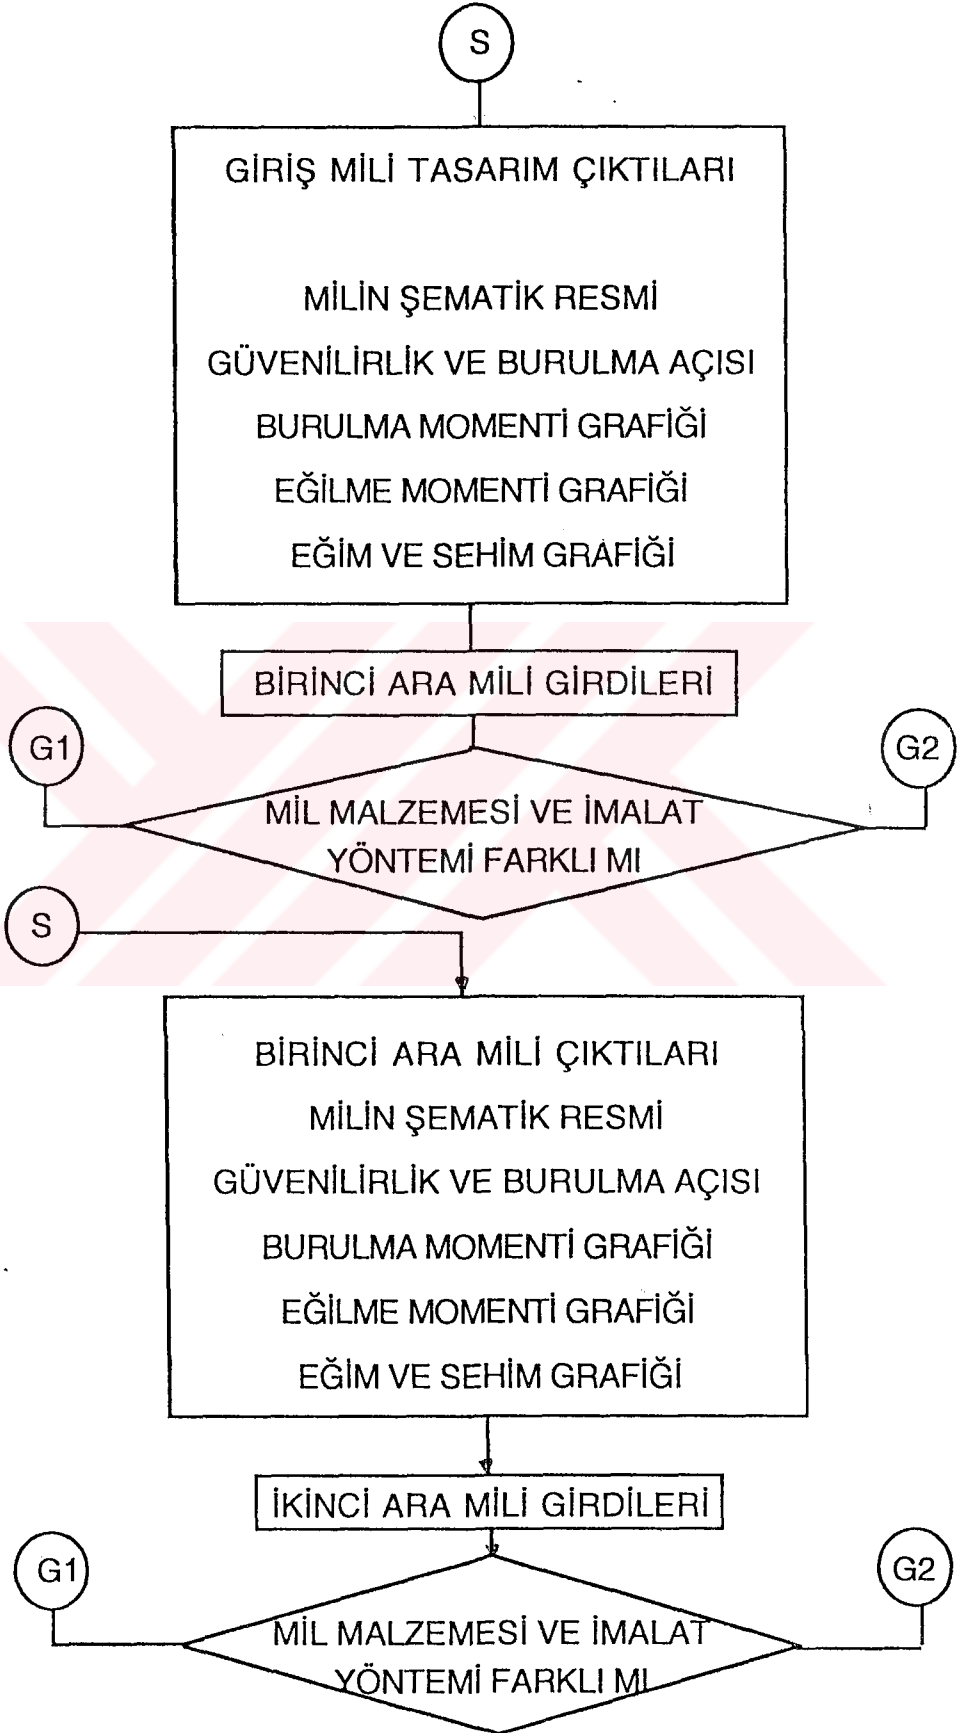 S
GİRİŞ MİLİ TASARIM ÇIKTILARI
MİLİN ŞEMATİK RESMİ
GÜVENİLİRLİK VE BURULMA AÇISI
BURULMA MOMENTİ GRAFİĞİ
EĞİLME MOMENTİ GRAFİĞİ
EĞİM VE SEHİM GRAFİĞİ
BİRİNCİ ARA MİLİ GİRDİLERİ
G1
G2
MİL MALZEMESİ VE İMALAT
YÖNTEMİ FARKLI MI
S
BİRİNCİ ARA MİLİ ÇIKTILARI
MİLİN ŞEMATİK RESMİ
GÜVENİLİRLİK VE BURULMA AÇISI
BURULMA MOMENTİ GRAFİĞİ
EĞİLME MOMENTİ GRAFİĞİ
EĞİM VE SEHİM GRAFİĞİ
İKİNCİ ARA MİLİ GİRDİLERİ
G1
G2
MİL MALZEMESİ VE İMALAT
YÖNTEMİ FARKLI MI